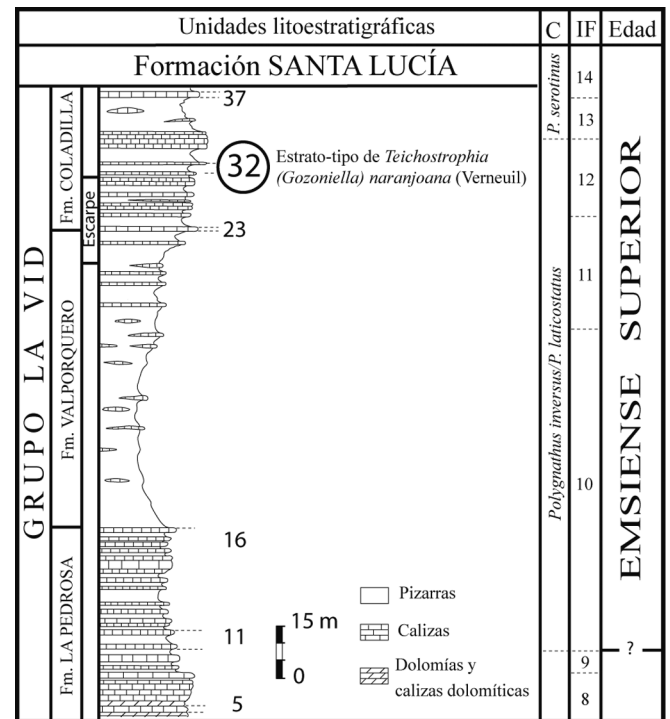 Unidades litoestratigráficas
C
IF
Edad
Formación SANTA LUCÍA
GRUPO LA VID
Fm. COLADILLA
Fm. VALPORQUERO
Fm. LA PEDROSA
Escarpe
37
32
Estrato-tipo de Teichostrophia
(Gozoniella) naranjoana (Verneuil)
23
16
11
5
15 m
0
Pizarras
Calizas
Dolomías y
calizas dolomíticas
P. serotinus
Polygnathus inversus/P. laticostatus
14
13
12
11
10
9
8
EMSIENSE SUPERIOR
?